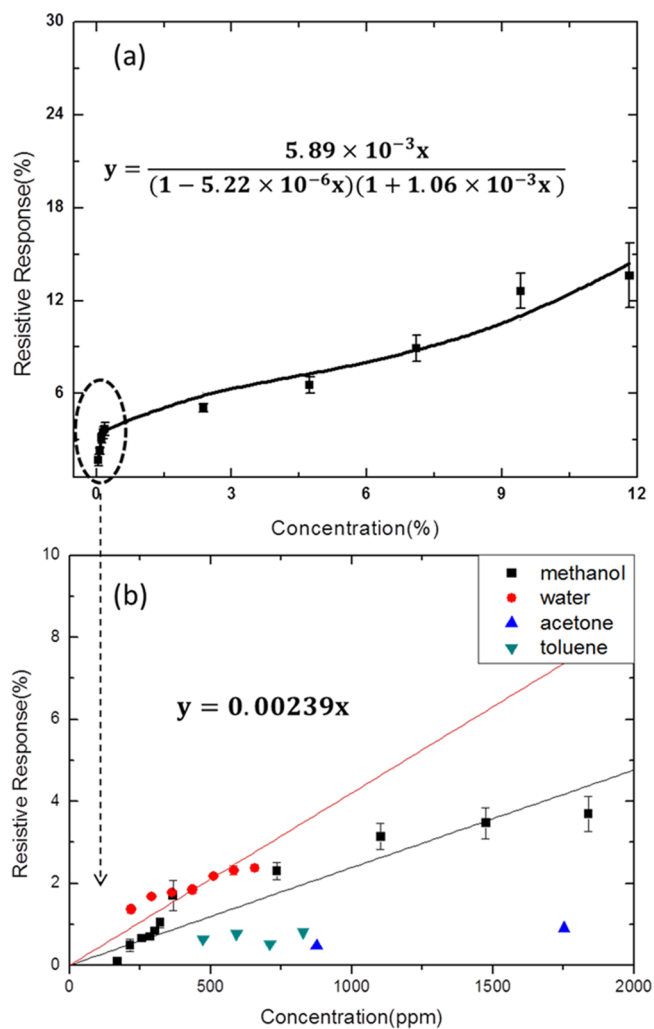 30
(a)
24
18
y = 5.89 × 10⁻³x / (1 − 5.22 × 10⁻⁶x)(1 + 1.06 × 10⁻³x )
12
6
Resistive Response(%)
0 3 6 9 12
Concentration(%)
10
(b)
methanol
water
acetone
toluene
8
y = 0.00239x
6
4
2
0
Resistive Response(%)
0 500 1000 1500 2000
Concentration(ppm)